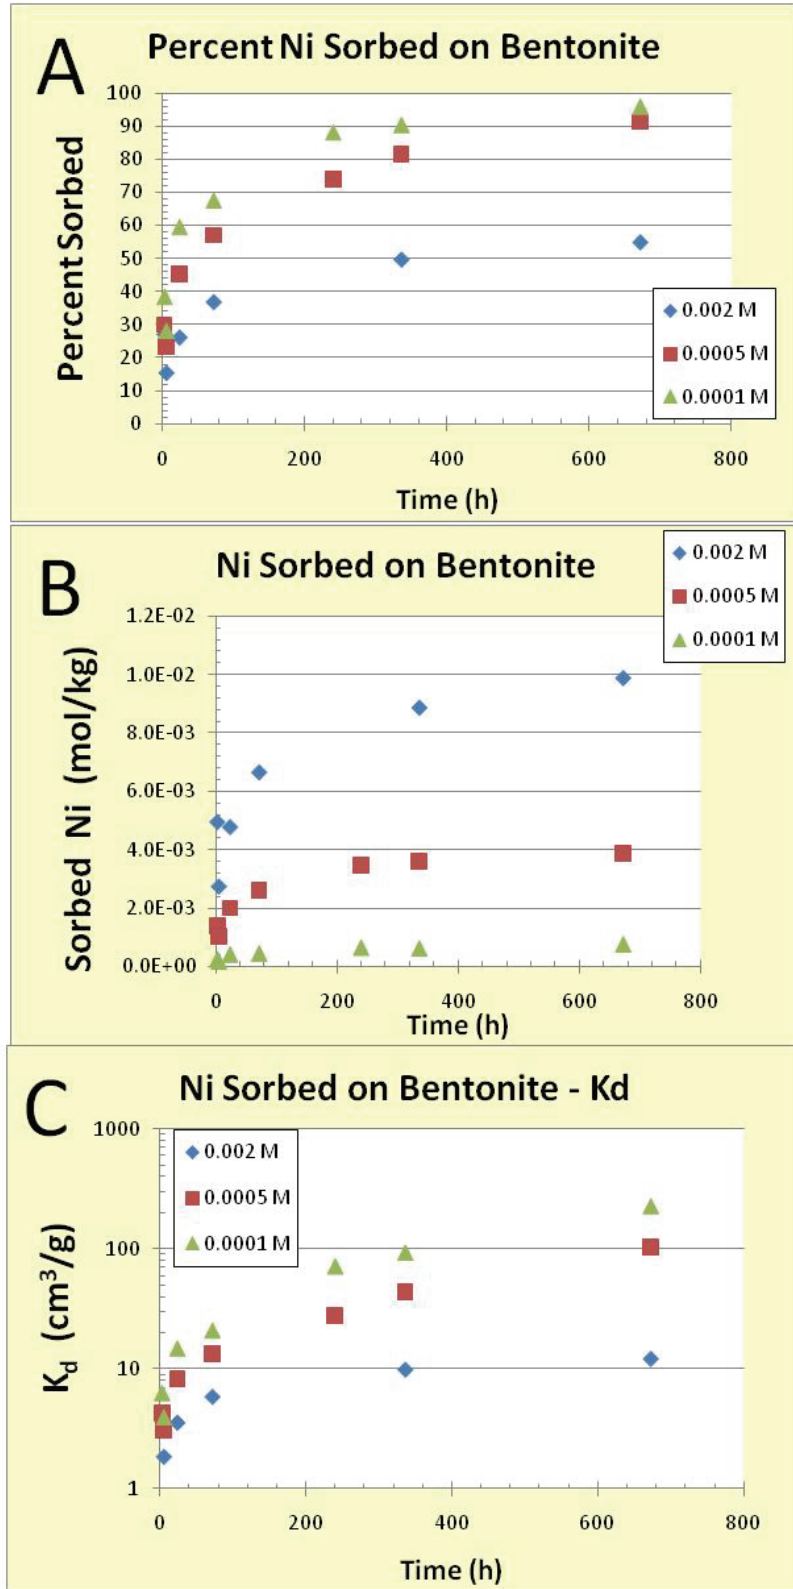 A
Percent Ni Sorbed on Bentonite
100
90
80
70
60
50
40
30
20
10
0
Percent Sorbed
0.002 M
0.0005 M
0.0001 M
0 200 400 600 800
Time (h)
B
Ni Sorbed on Bentonite
0.002 M
0.0005 M
0.0001 M
1.2E-02
1.0E-02
8.0E-03
6.0E-03
4.0E-03
2.0E-03
0.0E+00
Sorbed Ni (mol/kg)
0 200 400 600 800
Time (h)
C
Ni Sorbed on Bentonite - Kd
1000
100
10
1
0.002 M
0.0005 M
0.0001 M
Kd (cm³/g)
0 200 400 600 800
Time (h)